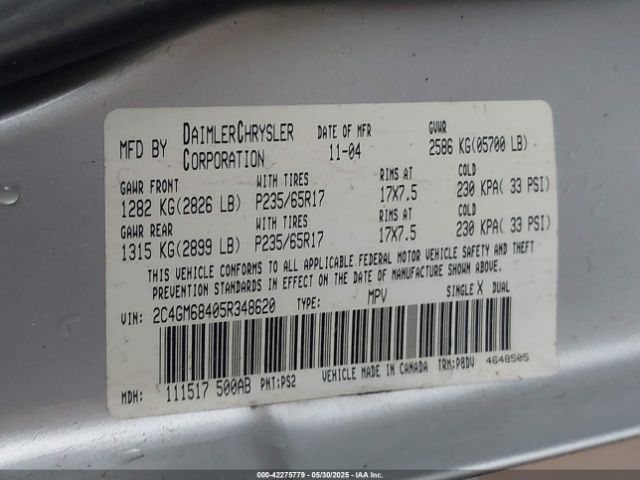 MFD BY DAIMLERCHRYSLER CORPORATION DATE OF MFR 11-04 GVWR 2586 KG(05700 LB)
GAWR FRONT WITH TIRES RIMS AT COLD
1282 KG(2826 LB) P235/65R17 17X7.5 230 KPA( 33 PSI)
GAWR REAR WITH TIRES RIMS AT COLD
1315 KG(2899 LB) P235/65R17 17X7.5 230 KPA( 33 PSI)
THIS VEHICLE CONFORMS TO ALL APPLICABLE FEDERAL MOTOR VEHICLE SAFETY AND THEFT
PREVENTION STANDARDS IN EFFECT ON THE DATE OF MANUFACTURE SHOWN ABOVE.
VIN: 2C4GM68405R348620 TYPE: MPV SINGLE X DUAL
MDH: 111517 500AB PNT:PS2 VEHICLE MADE IN CANADA TRM:P8DV 4648505
000-42275779 - 05/30/2025 - IAAI.COM